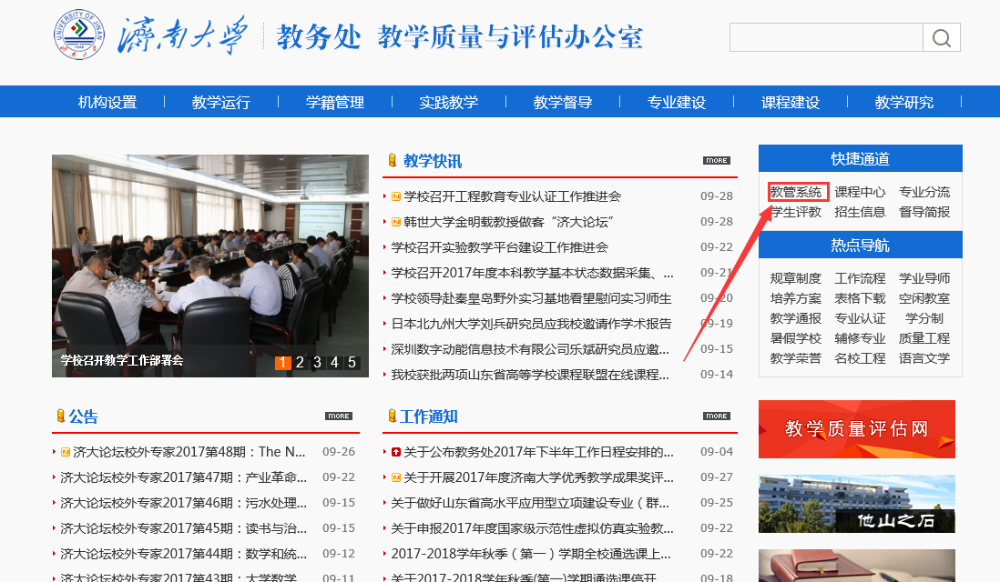 UNIVERSITY OF JINAN
1948
濟南大學
教务处 教学质量与评估办公室
机构设置 教学运行 学籍管理 实践教学 教学督导 专业建设 课程建设 教学研究
学校召开教学工作部署会
1 2 3 4 5
教学快讯 MORE
学校召开工程教育专业认证工作推进会 09-28
韩世大学金明载教授做客“济大论坛” 09-28
学校召开实验教学平台建设工作推进会 09-22
学校召开2017年度本科教学基本状态数据采集、... 09-21
学校领导赴秦皇岛野外实习基地看望慰问实习师生 09-20
日本北九州大学刘兵研究员应我校邀请作学术报告 09-19
深圳数字动能信息技术有限公司乐斌研究员应邀... 09-15
我校获批两项山东省高等学校课程联盟在线课程... 09-14
快捷通道
教管系统 课程中心 专业分流
学生评教 招生信息 督导简报
热点导航
规章制度 工作流程 学业导师
培养方案 表格下载 空闲教室
教学通报 专业认证 学分制
暑假学校 辅修专业 质量工程
教学荣誉 名校工程 语言文学
公告 MORE
济大论坛校外专家2017第48期：The N... 09-26
济大论坛校外专家2017第47期：产业革命... 09-22
济大论坛校外专家2017第46期：污水处理... 09-15
济大论坛校外专家2017第45期：读书与治... 09-15
济大论坛校外专家2017第44期：数学和统... 09-12
济大论坛校外专家2017第43期：大学数学... 09-11
工作通知 MORE
关于公布教务处2017年下半年工作日程安排的... 09-04
关于开展2017年度济南大学优秀教学成果奖评... 09-27
关于做好山东省高水平应用型立项建设专业（群... 09-25
关于申报2017年度国家级示范性虚拟仿真实验教... 09-22
2017-2018学年秋季（第一）学期全校通选课上... 09-22
关于2017-2018学年秋季(第一)学期通选课停开... 09-18
教学质量评估网
他山之石